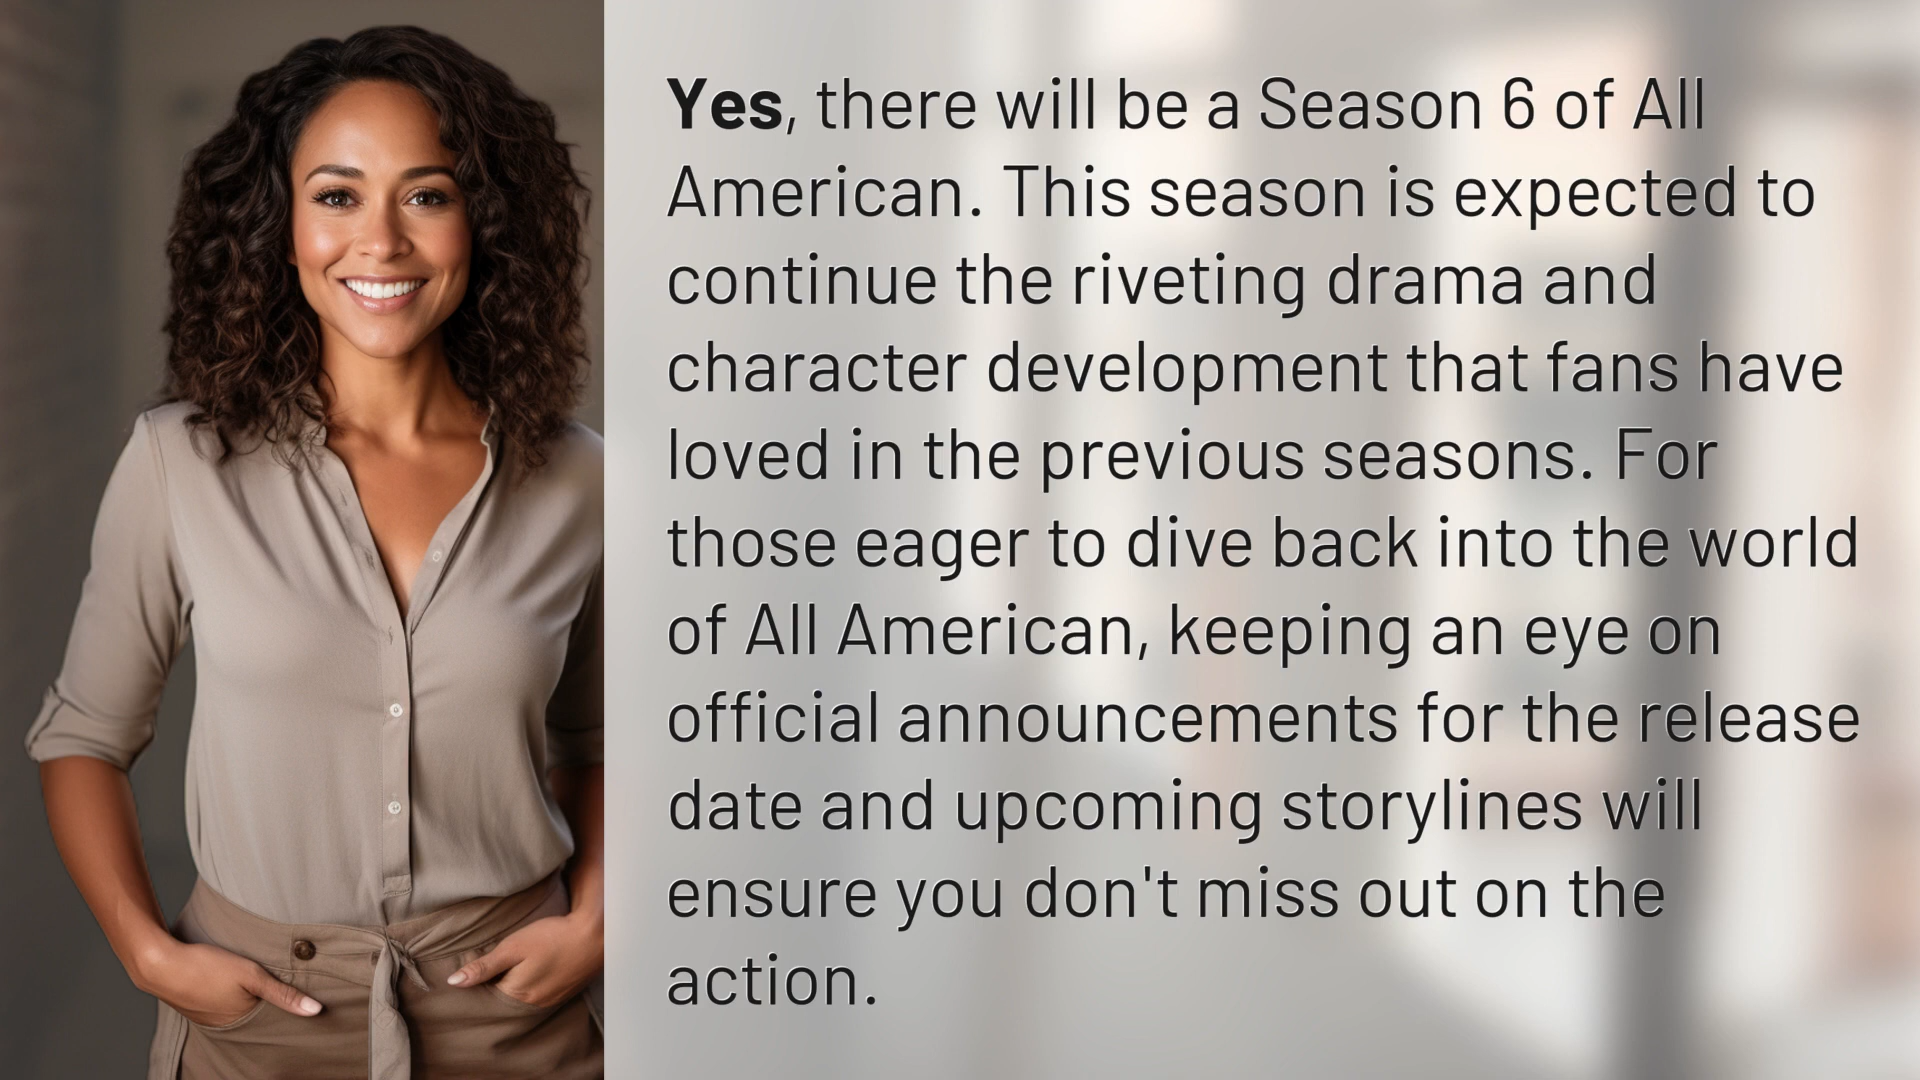 Yes, there will be a Season 6 of All
American. This season is expected to
continue the riveting drama and
character development that fans have
loved in the previous seasons. For
those eager to dive back into the world
of All American, keeping an eye on
official announcements for the release
date and upcoming storylines will
ensure you don't miss out on the
action.